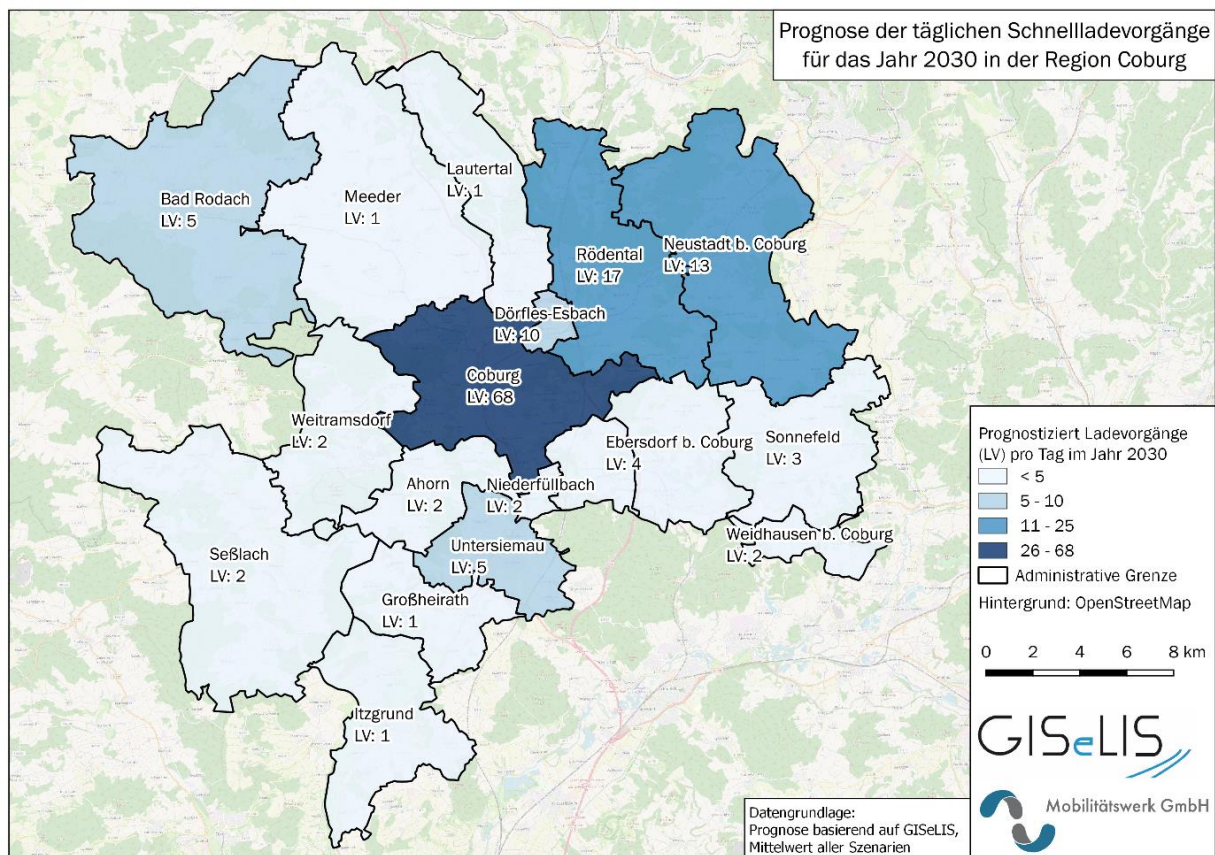 Prognose der täglichen Schnellladevorgänge
für das Jahr 2030 in der Region Coburg
Lautertal
LV: 1
Bad Rodach
LV: 5
Meeder
LV: 1
Rödental
LV: 17
Neustadt b. Coburg
LV: 13
Dörfles-Esbach
LV: 10
Coburg
LV: 68
Weitramsdorf
LV: 2
Ebersdorf b. Coburg
LV: 4
Sonnefeld
LV: 3
Ahorn
LV: 2
Niederfüllbach
LV: 2
Weidhausen b. Coburg
LV: 2
Seßlach
LV: 2
Untersiemau
LV: 5
Großheirath
LV: 1
Itzgrund
LV: 1
Prognostiziert Ladevorgänge
(LV) pro Tag im Jahr 2030
< 5
5 - 10
11 - 25
26 - 68
Administrative Grenze
Hintergrund: OpenStreetMap
0 2 4 6 8 km
GISeLIS
Mobilitätswerk GmbH
Datengrundlage:
Prognose basierend auf GISeLIS,
Mittelwert aller Szenarien